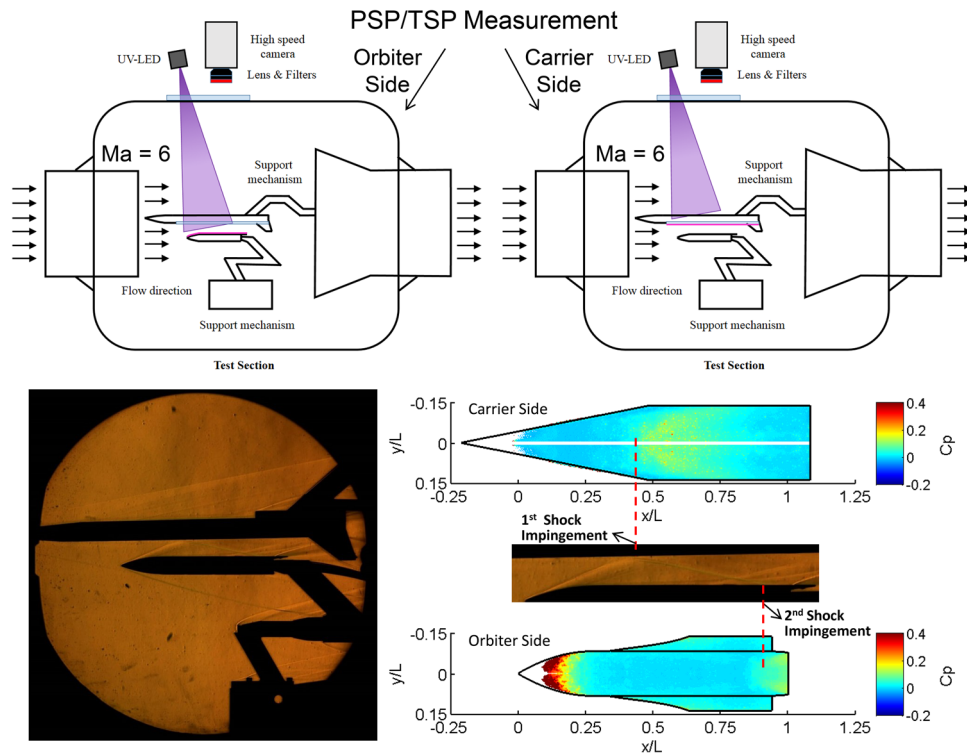 PSP/TSP Measurement
Orbiter
Side
Carrier
Side
UV-LED
High speed
camera
Lens & Filters
Ma = 6
Support
mechanism
Flow direction
Support mechanism
Test Section
UV-LED
High speed
camera
Lens & Filters
Ma = 6
Support
mechanism
Flow direction
Support mechanism
Test Section
Carrier Side
-0.15
0
0.15
y/L
-0.25
0
0.25
0.5
0.75
1
1.25
x/L
0.4
0.2
0
-0.2
Cp
1st Shock
Impingement
2nd Shock
Impingement
Orbiter Side
-0.15
0
0.15
y/L
-0.25
0
0.25
0.5
0.75
1
1.25
x/L
0.4
0.2
0
-0.2
Cp